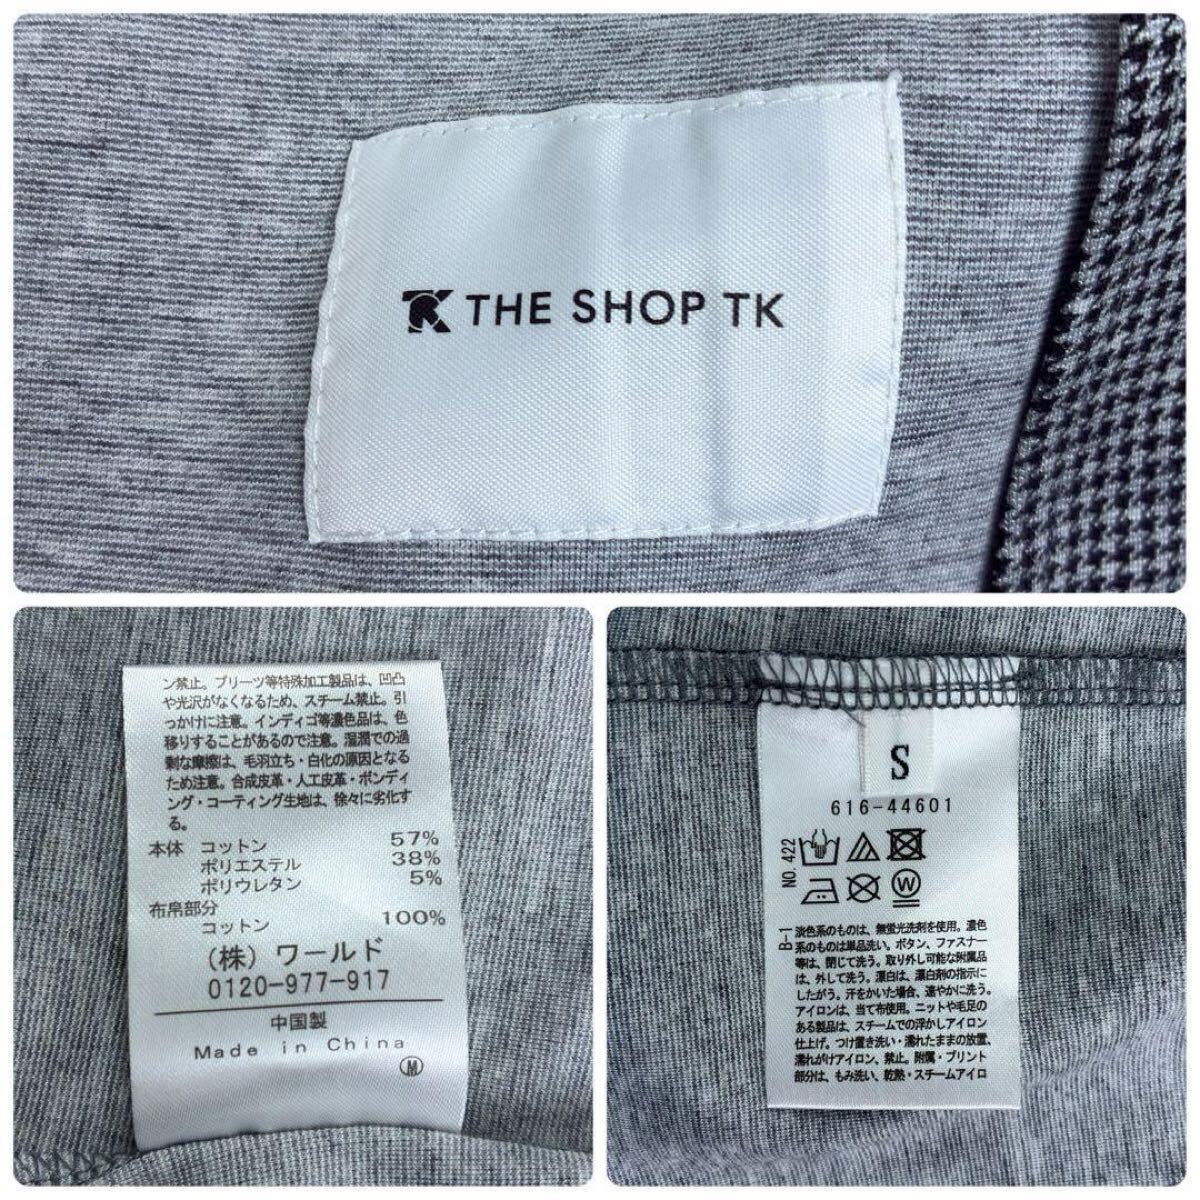 THE SHOP TK
ン禁止。プリーツ等特殊加工製品は、凹凸
や光沢がなくなるため、スチーム禁止。引
っかけに注意。インディゴ等濃色品は、色
移りすることがあるので注意。湿潤での過
剰な摩擦は、毛羽立ち・白化の原因となる
ため注意。合成皮革・人工皮革・ボンディ
ング・コーティング生地は、徐々に劣化す
る。
本体 コットン 57%
ポリエステル 38%
ポリウレタン 5%
布帛部分
コットン 100%
(株)ワールド
0120-977-917
中国製
Made in China
M
S
616-44601
NO. 422
W
B-1
淡色系のものは、無蛍光洗剤を使用。濃色
系のものは単品洗い。ボタン、ファスナー
等は、閉じて洗う。取り外し可能な附属品
は、外して洗う。漂白は、漂白剤の指示に
したがう。汗をかいた場合、速やかに洗う。
アイロンは、当て布使用。ニットや毛足の
ある製品は、スチームでの浮かしアイロン
仕上げ。つけ置き洗い・濡れたままの放置、
濡れがけアイロン、禁止。附属・プリント
部分は、もみ洗い、乾熱・スチームアイロ